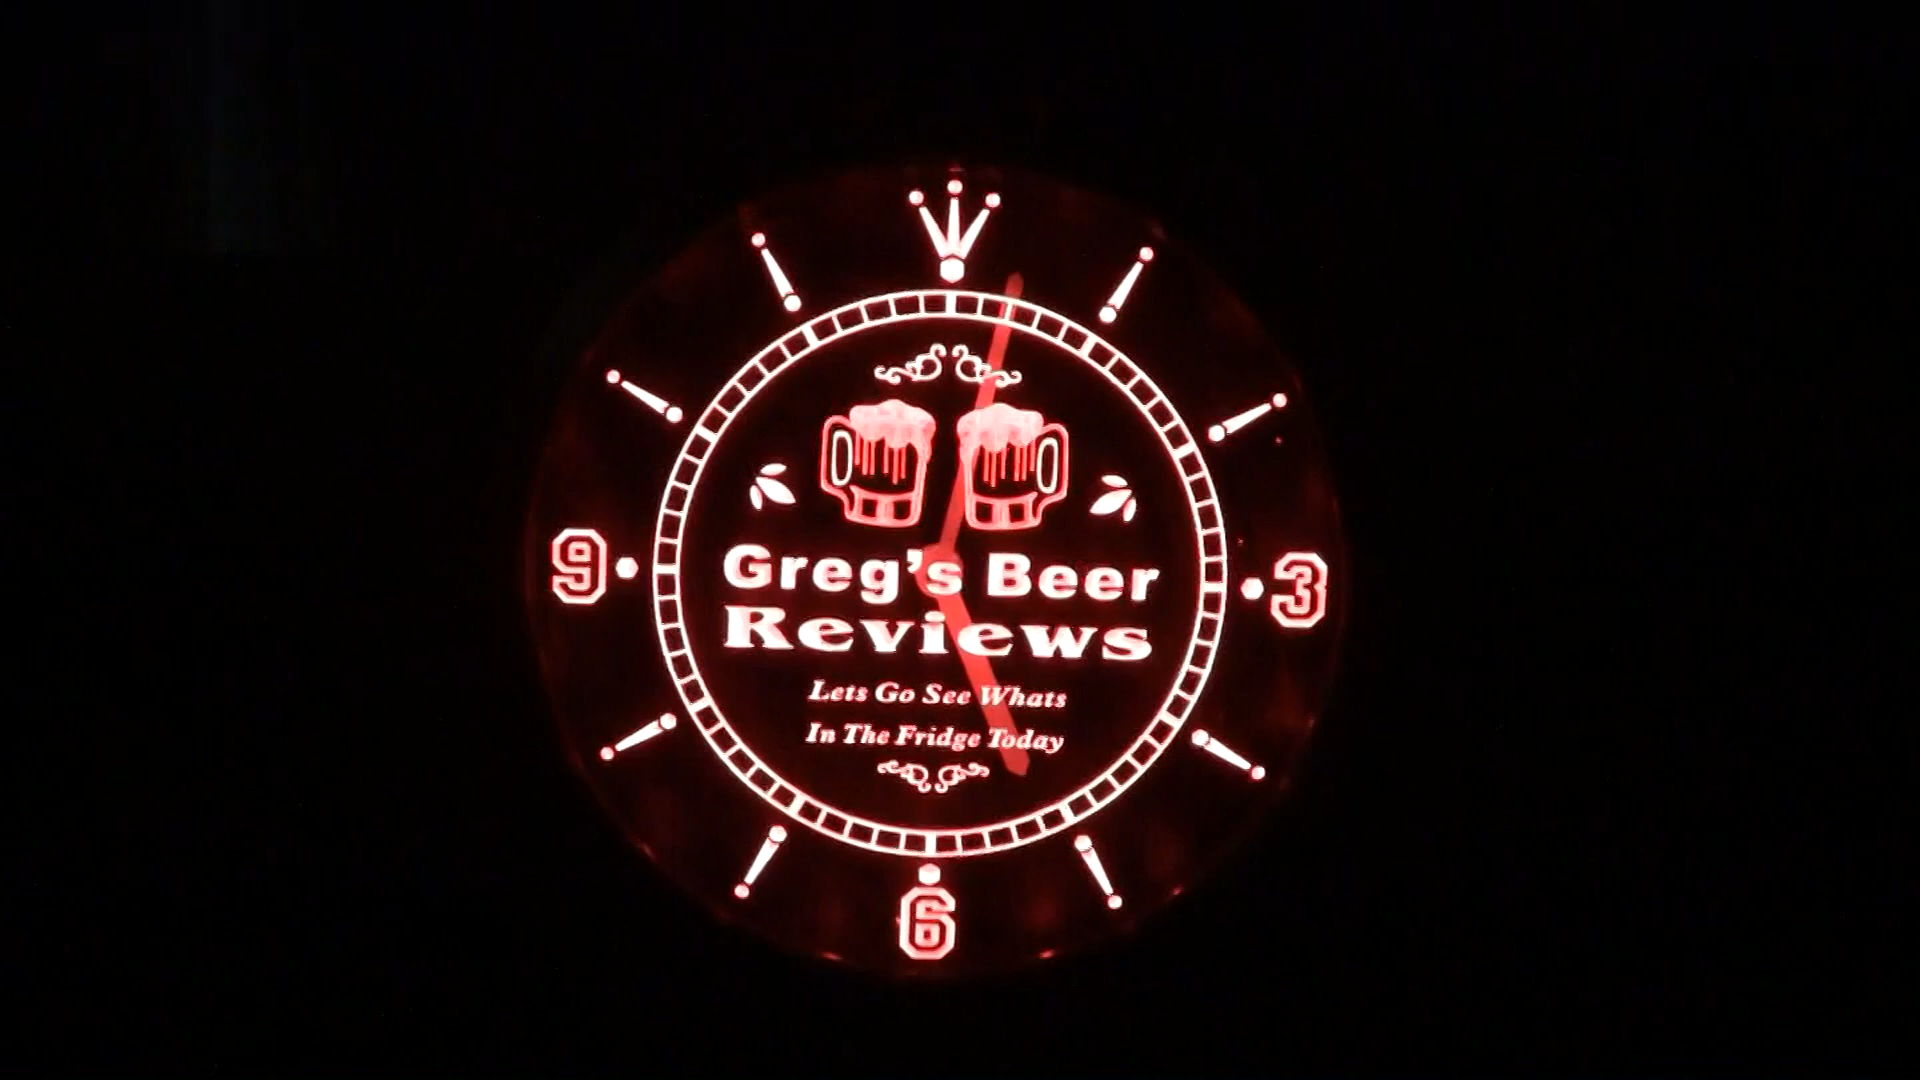 9
3
Greg's Beer
Reviews
Lets Go See Whats
In The Fridge Today
6